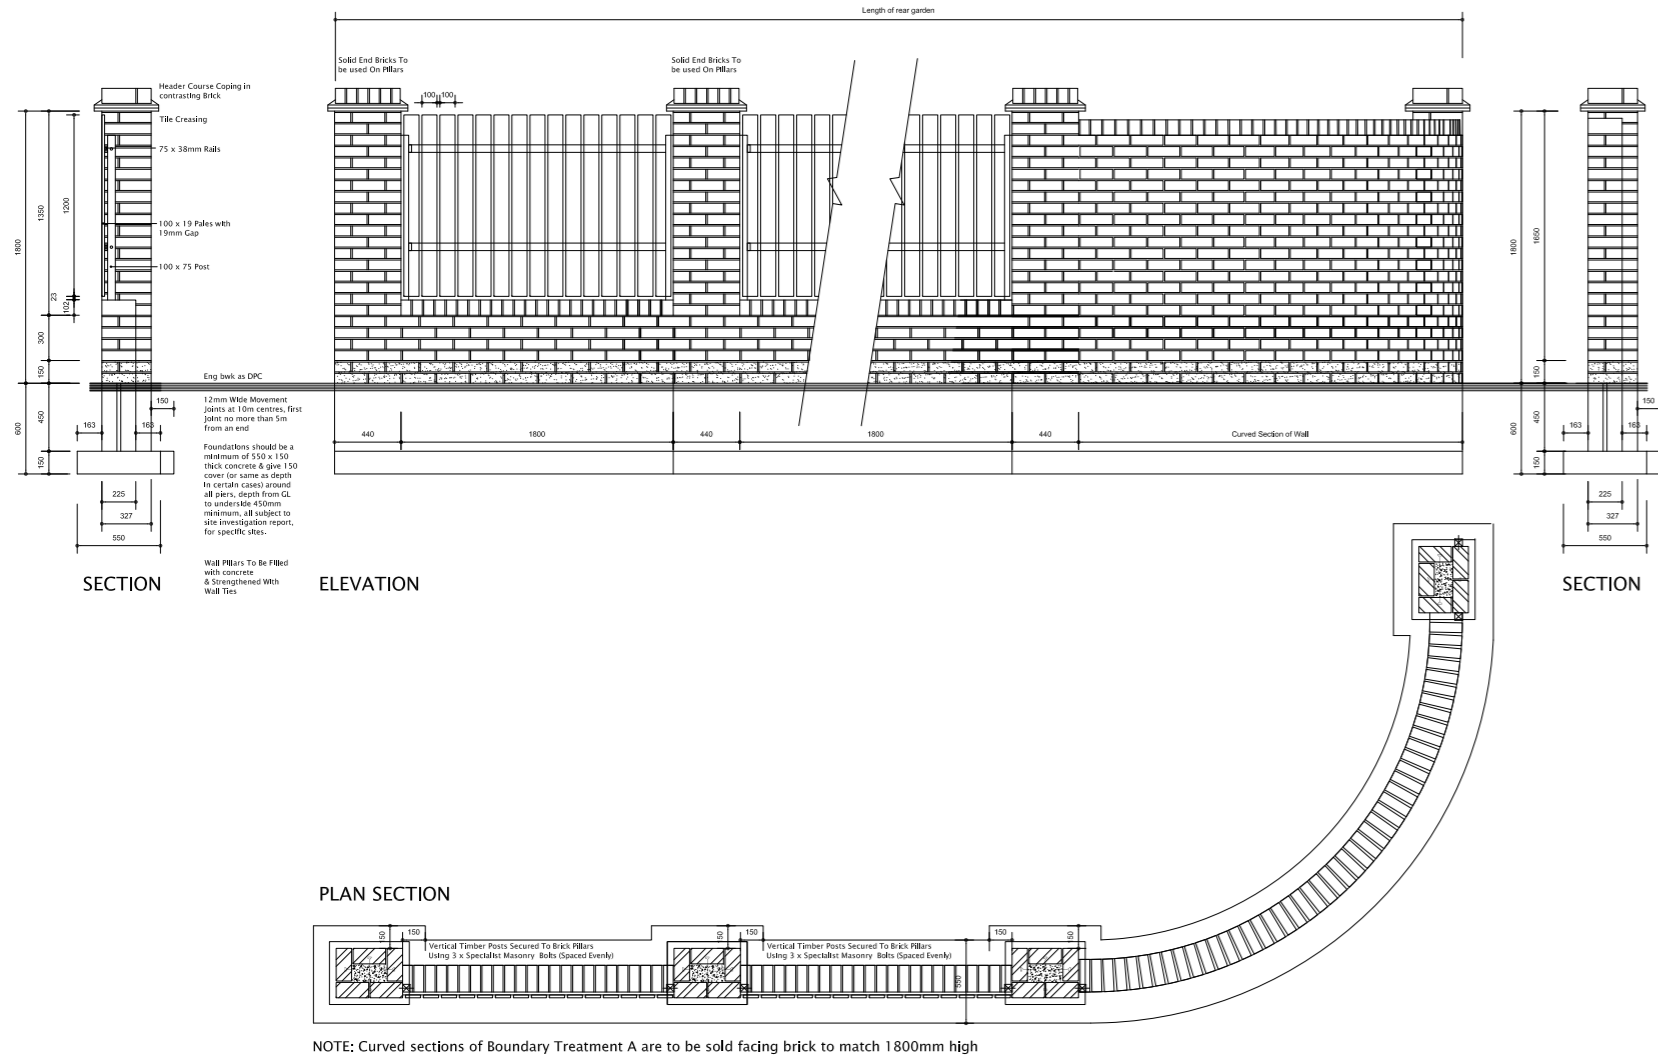 Length of rear garden
Solid End Bricks To
be used On Pillars
Solid End Bricks To
be used On Pillars
Header Course Coping in
contrasting Brick
Tile Creasing
75 x 38mm Rails
100 x 19 Pales with
19mm Gap
100 x 75 Post
100
100
1800
1350
1200
23
102
300
150
600
450
150
150
163
163
225
327
550
Eng bwk as DPC
12mm Wide Movement
Joints at 10m centres, first
Joint no more than 5m
from an end
Foundations should be a
minimum of 550 x 150
thick concrete & give 150
cover (or same as depth
in certain cases) around
all piers, depth from GL
to underside 450mm
minimum, all subject to
site investigation report,
for specific sites.
Wall Pillars To Be Filled
with concrete
& Strengthened With
Wall Ties
440
1800
440
1800
440
Curved Section of Wall
1800
1650
150
600
450
150
150
163
163
225
327
550
SECTION
ELEVATION
SECTION
PLAN SECTION
150
150
Vertical Timber Posts Secured To Brick Pillars
Using 3 x Specialist Masonry Bolts (Spaced Evenly)
150
150
Vertical Timber Posts Secured To Brick Pillars
Using 3 x Specialist Masonry Bolts (Spaced Evenly)
150
150
550
NOTE: Curved sections of Boundary Treatment A are to be sold facing brick to match 1800mm high